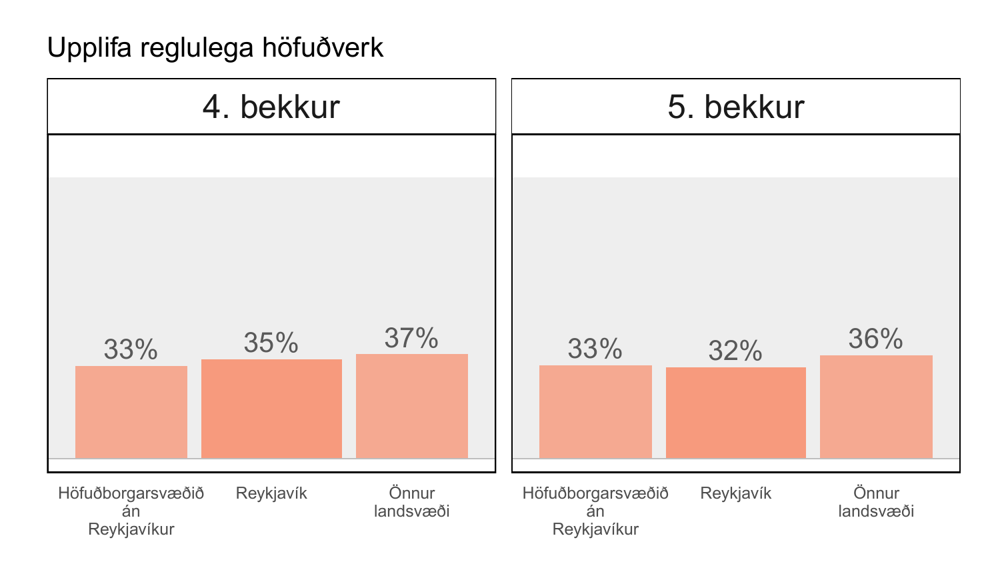 Upplifa reglulega höfuðverk
4. bekkur
33%
35%
37%
Höfuðborgarsvæðið
án
Reykjavíkur
Reykjavík
Önnur
landsvæði
5. bekkur
33%
32%
36%
Höfuðborgarsvæðið
án
Reykjavíkur
Reykjavík
Önnur
landsvæði